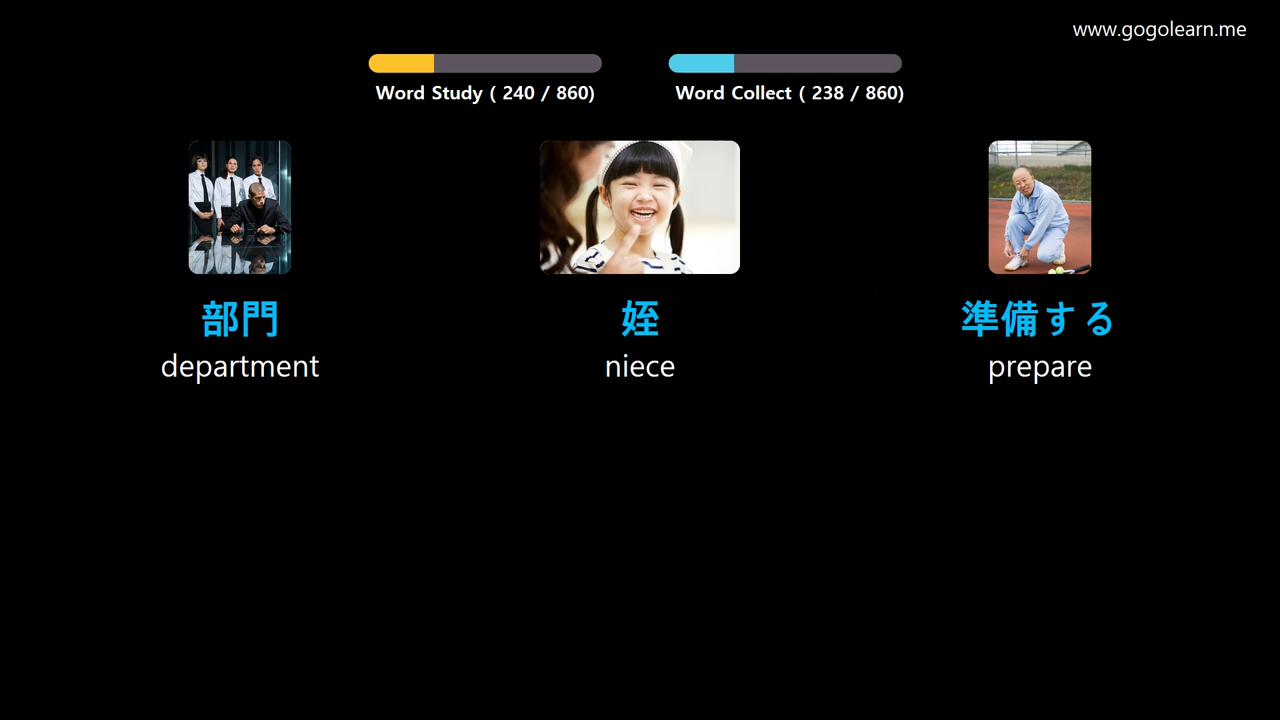 www.gogolearn.me
Word Study ( 240 / 860)
Word Collect ( 238 / 860)
部門
department
姪
niece
準備する
prepare